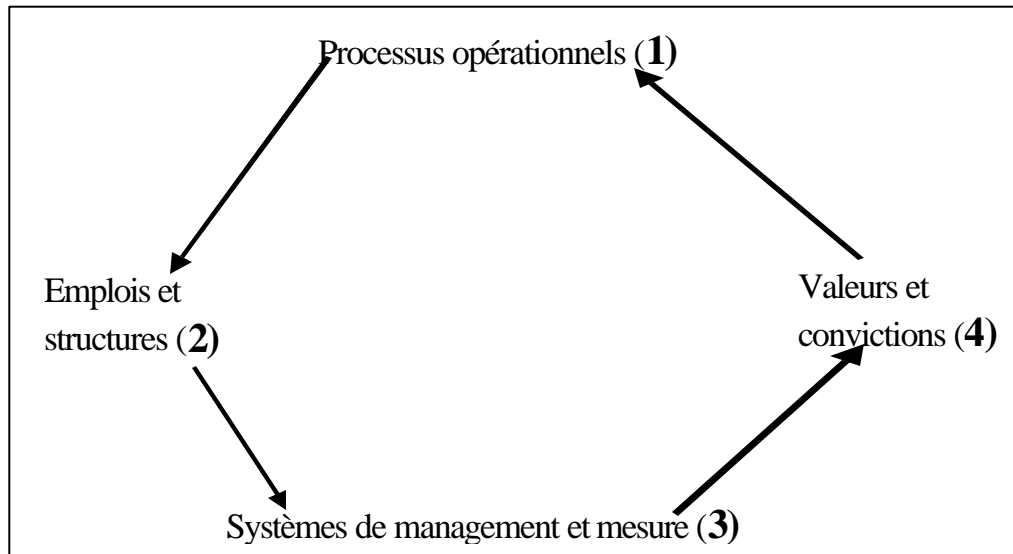 Processus opérationnels (1)
Emplois et
structures (2)
Valeurs et
convictions (4)
Systèmes de management et mesure (3)